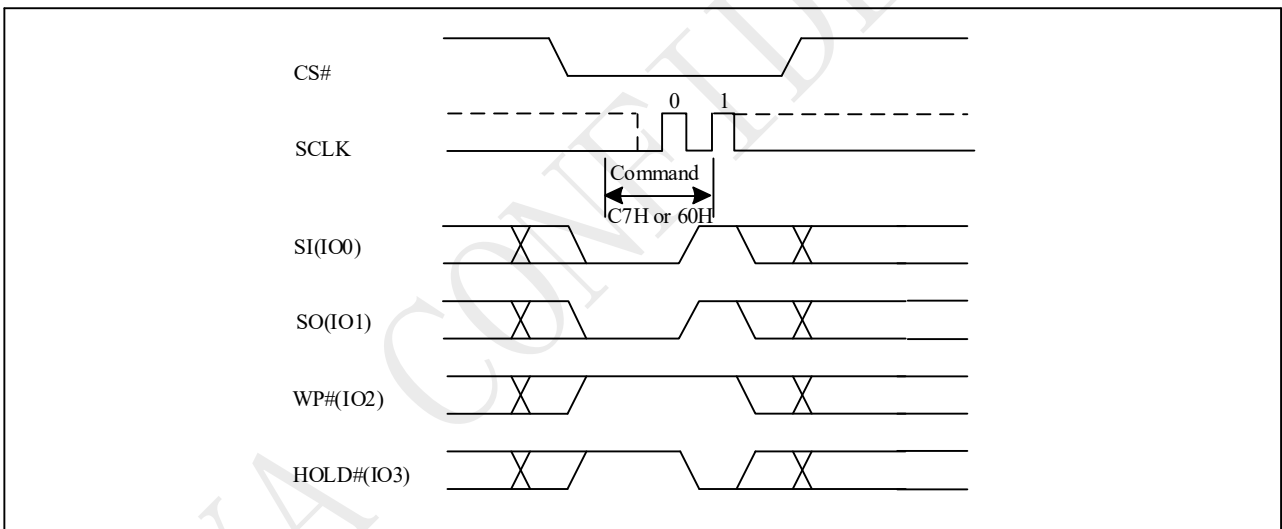 CS#
0 1
SCLK
Command
C7H or 60H
SI(IO0)
SO(IO1)
WP#(IO2)
HOLD#(IO3)